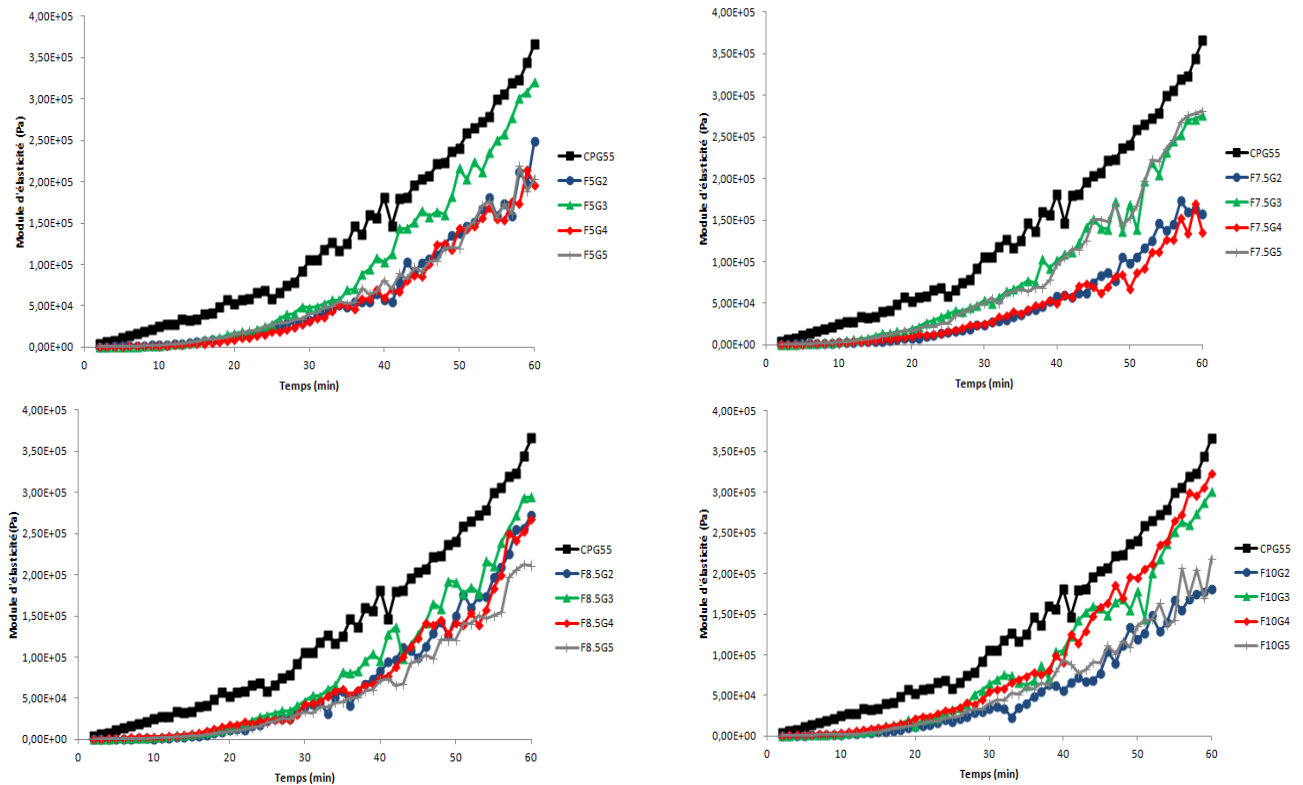 4,00E+05
3,50E+05
3,00E+05
2,50E+05
2,00E+05
1,50E+05
1,00E+05
5,00E+04
0,00E+00
Module d'élasticité (Pa)
0 10 20 30 40 50 60
Temps (min)
CPG55
F5G2
F5G3
F5G4
F5G5
4,00E+05
3,50E+05
3,00E+05
2,50E+05
2,00E+05
1,50E+05
1,00E+05
5,00E+04
0,00E+00
Module d'élasticité (Pa)
0 10 20 30 40 50 60
Temps (min)
CPG55
F7.5G2
F7.5G3
F7.5G4
F7.5G5
4,00E+05
3,50E+05
3,00E+05
2,50E+05
2,00E+05
1,50E+05
1,00E+05
5,00E+04
0,00E+00
Module d'élasticité(Pa)
0 10 20 30 40 50 60
Temps (min)
CPG55
F8.5G2
F8.5G3
F8.5G4
F8.5G5
4,00E+05
3,50E+05
3,00E+05
2,50E+05
2,00E+05
1,50E+05
1,00E+05
5,00E+04
0,00E+00
Module d'élasticité (Pa)
0 10 20 30 40 50 60
Temps (min)
CPG55
F10G2
F10G3
F10G4
F10G5